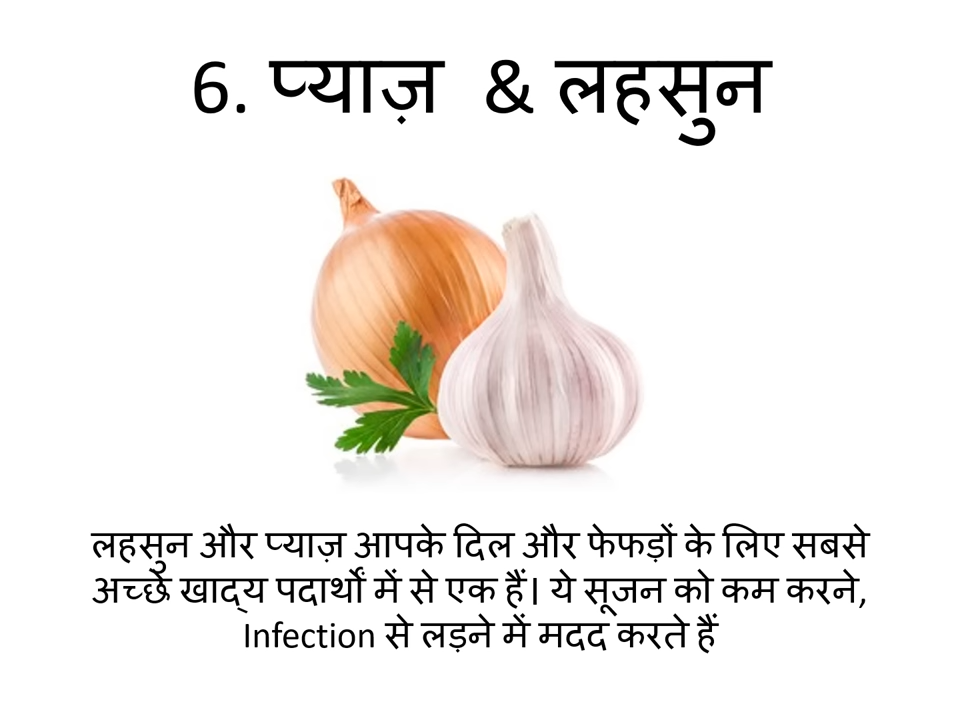 6. प्याज़ & लहसुन
लहसुन और प्याज़ आपके दिल और फेफड़ों के लिए सबसे
अच्छे खाद्य पदार्थों में से एक हैं। ये सूजन को कम करने,
Infection से लड़ने में मदद करते हैं